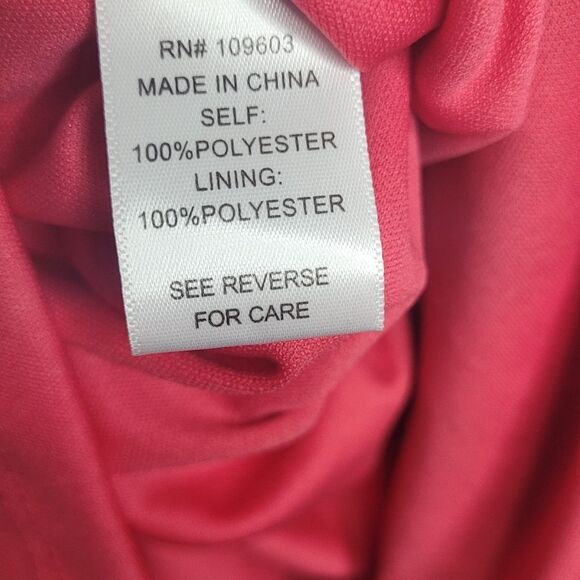 RN# 109603
MADE IN CHINA
SELF:
100%POLYESTER
LINING:
100%POLYESTER
SEE REVERSE
FOR CARE